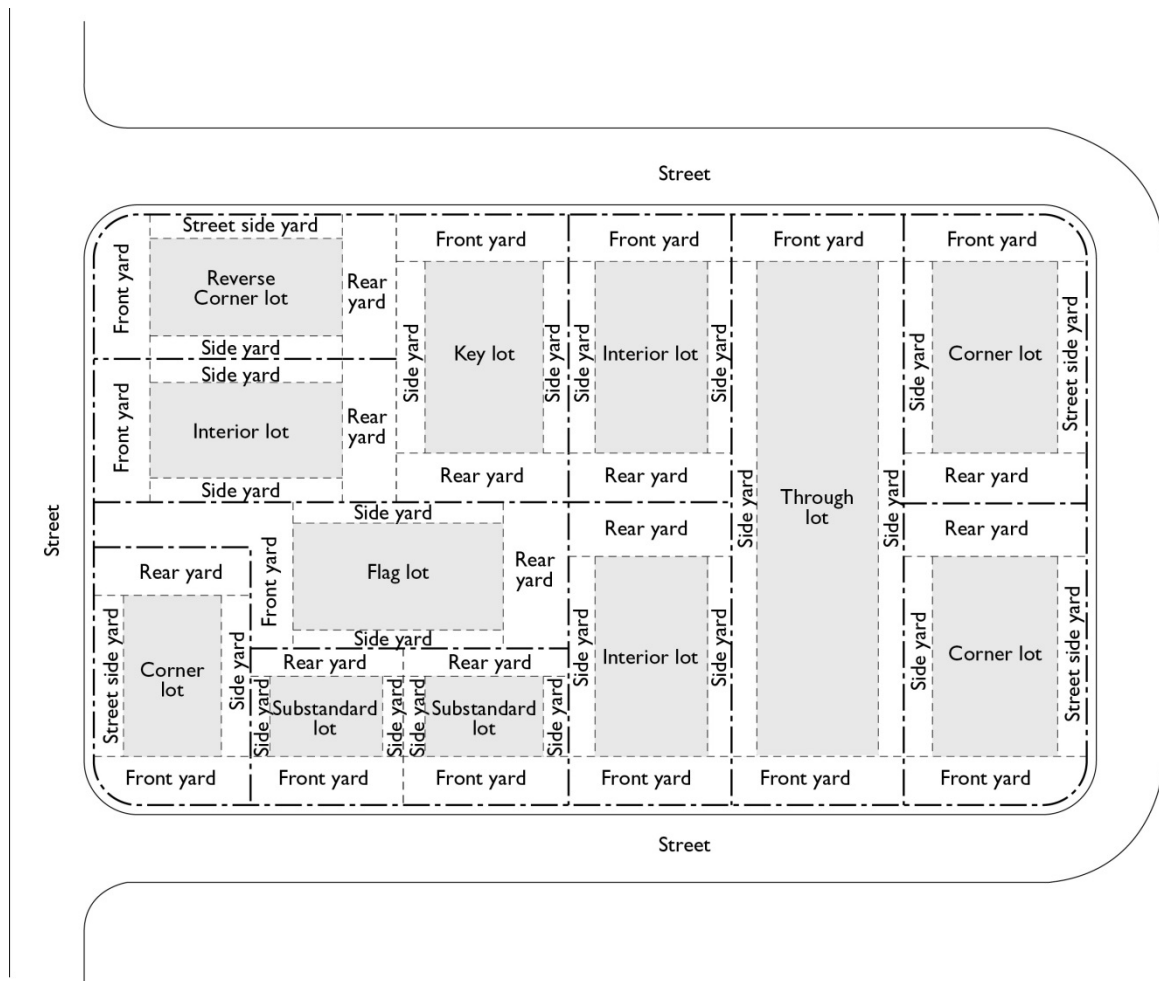 Street
Street side yard
Front yard
Front yard
Front yard
Front yard
Front yard
Reverse
Corner lot
Rear
yard
Side yard
Side yard
Key lot
Side yard
Side yard
Interior lot
Side yard
Side yard
Corner lot
Street side yard
Side yard
Front yard
Interior lot
Rear
yard
Side yard
Rear yard
Rear yard
Rear yard
Street
Side yard
Through
lot
Side yard
Side yard
Front yard
Flag lot
Rear
yard
Side yard
Rear yard
Rear yard
Rear yard
Street side yard
Corner
lot
Side yard
Rear yard
Rear yard
Side yard
Substandard
lot
Side yard
Side yard
Substandard
lot
Side yard
Side yard
Interior lot
Side yard
Side yard
Corner lot
Street side yard
Front yard
Front yard
Front yard
Front yard
Front yard
Front yard
Street